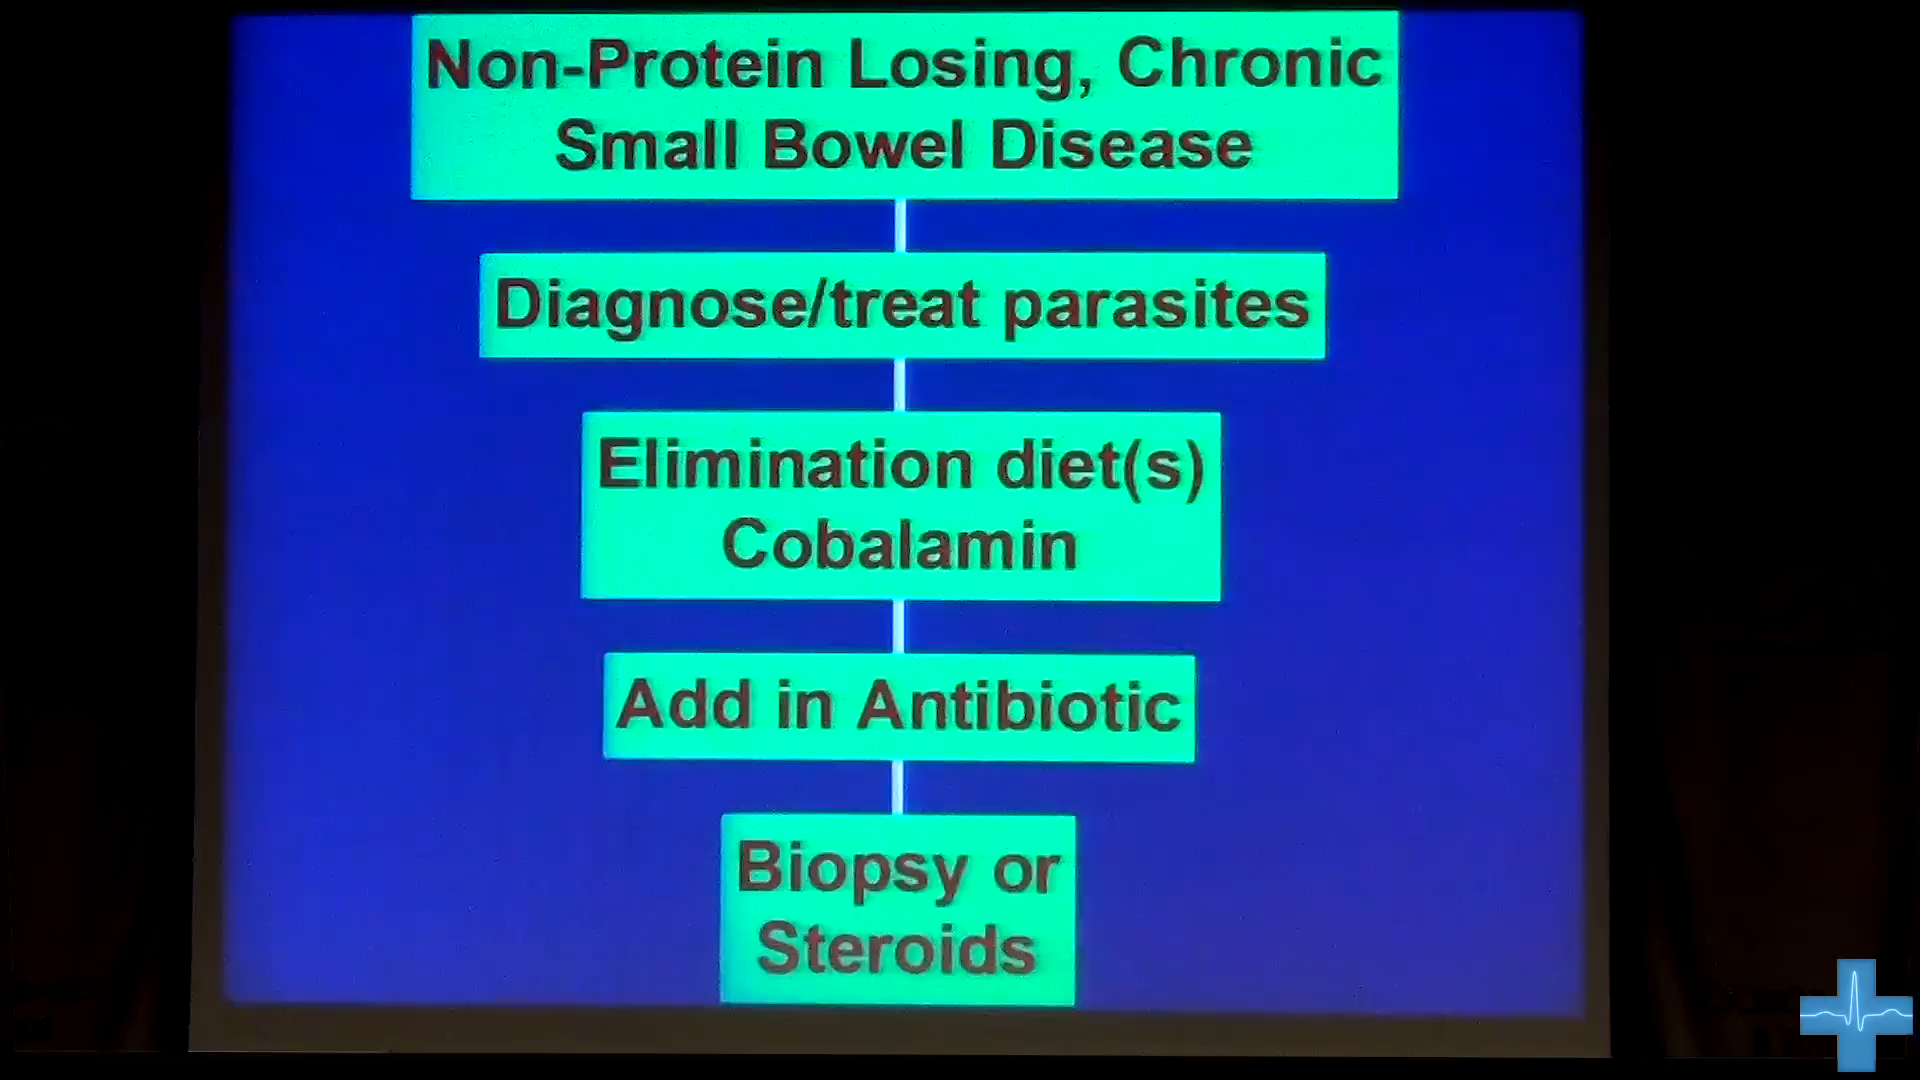 Non-Protein Losing, Chronic
Small Bowel Disease
Diagnose/treat parasites
Elimination diet(s)
Cobalamin
Add in Antibiotic
Biopsy or
Steroids